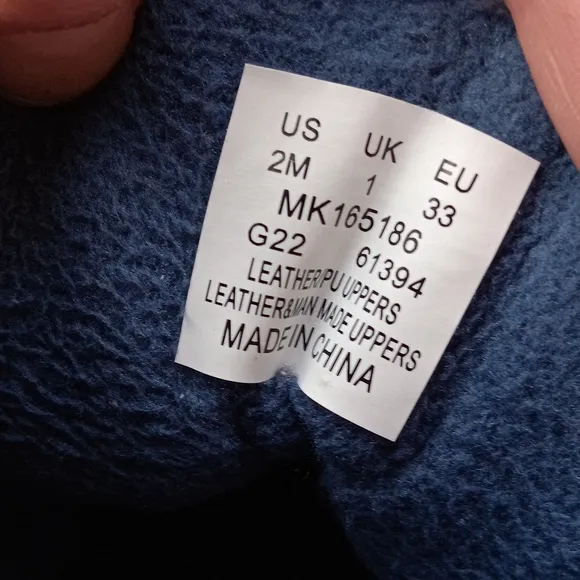 US UK EU
2M 1 33
MK165186
G22 61394
LEATHER/PU UPPERS
LEATHER&MAN MADE UPPERS
MADE IN CHINA